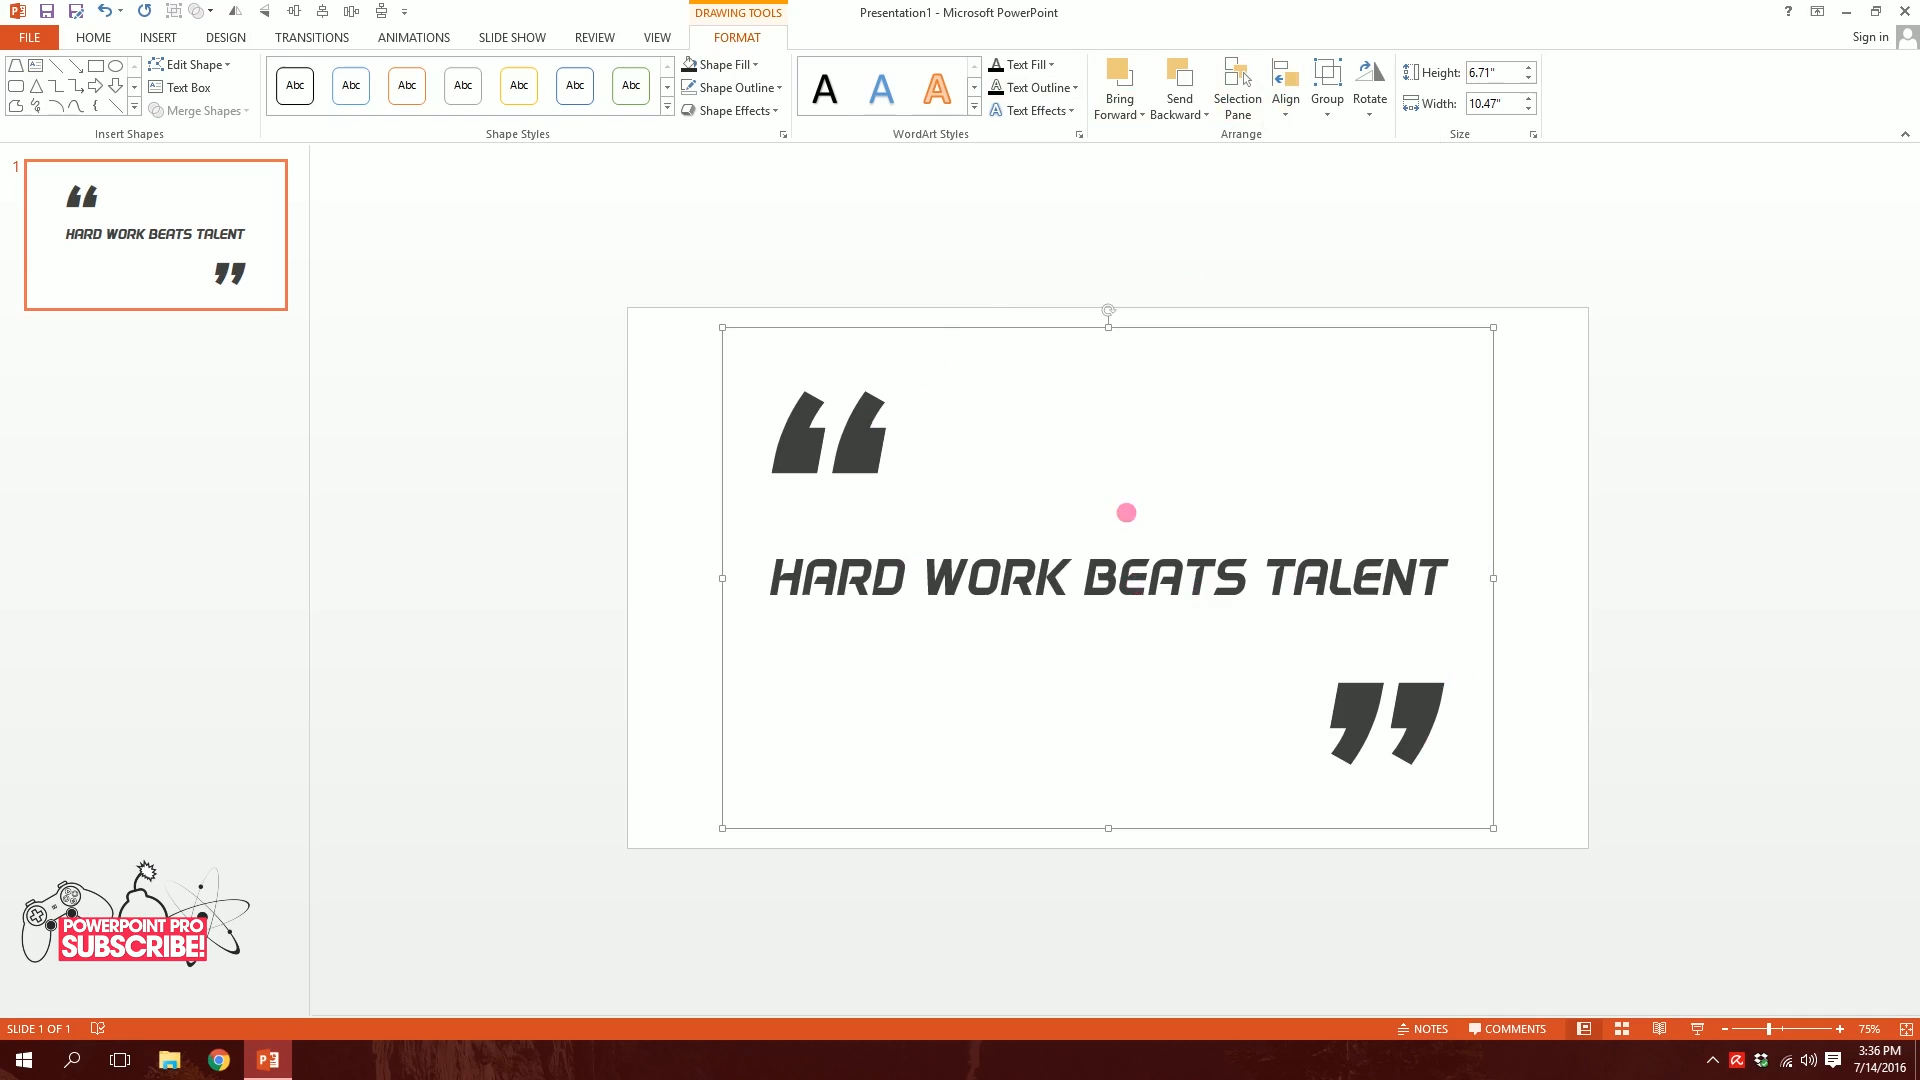 DRAWING TOOLS
Presentation1 - Microsoft PowerPoint
?
FILE
HOME
INSERT
DESIGN
TRANSITIONS
ANIMATIONS
SLIDE SHOW
REVIEW
VIEW
FORMAT
Sign in
Edit Shape
Text Box
Merge Shapes
Insert Shapes
Abc Abc Abc Abc Abc Abc Abc
Shape Fill
Shape Outline
Shape Effects
Shape Styles
A A A
Text Fill
Text Outline
Text Effects
WordArt Styles
Bring
Forward
Send
Backward
Selection
Pane
Align
Group
Rotate
Arrange
Height: 6.71"
Width: 10.47"
Size
1
“
HARD WORK BEATS TALENT
”
“
HARD WORK BEATS TALENT
”
POWERPOINT PRO
SUBSCRIBE!
SLIDE 1 OF 1
NOTES
COMMENTS
75%
3:36 PM
7/14/2016